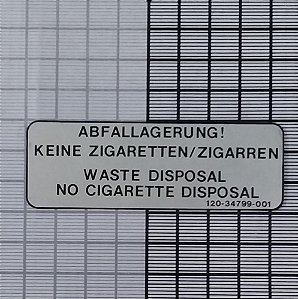 ABFALLAGERUNG!
KEINE ZIGARETTEN/ZIGARREN
WASTE DISPOSAL
NO CIGARETTE DISPOSAL
120-34799-001